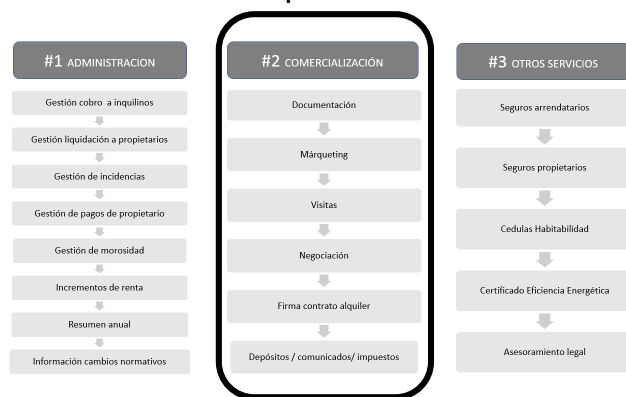 #1 ADMINISTRACION
Gestión cobro a inquilinos
Gestión liquidación a propietarios
Gestión de incidencias
Gestión de pagos de propietario
Gestión de morosidad
Incrementos de renta
Resumen anual
Información cambios normativos
#2 COMERCIALIZACIÓN
Documentación
Márqueting
Visitas
Negociación
Firma contrato alquiler
Depósitos / comunicados/ impuestos
#3 OTROS SERVICIOS
Seguros arrendatarios
Seguros propietarios
Cedulas Habitabilidad
Certificado Eficiencia Energética
Asesoramiento legal